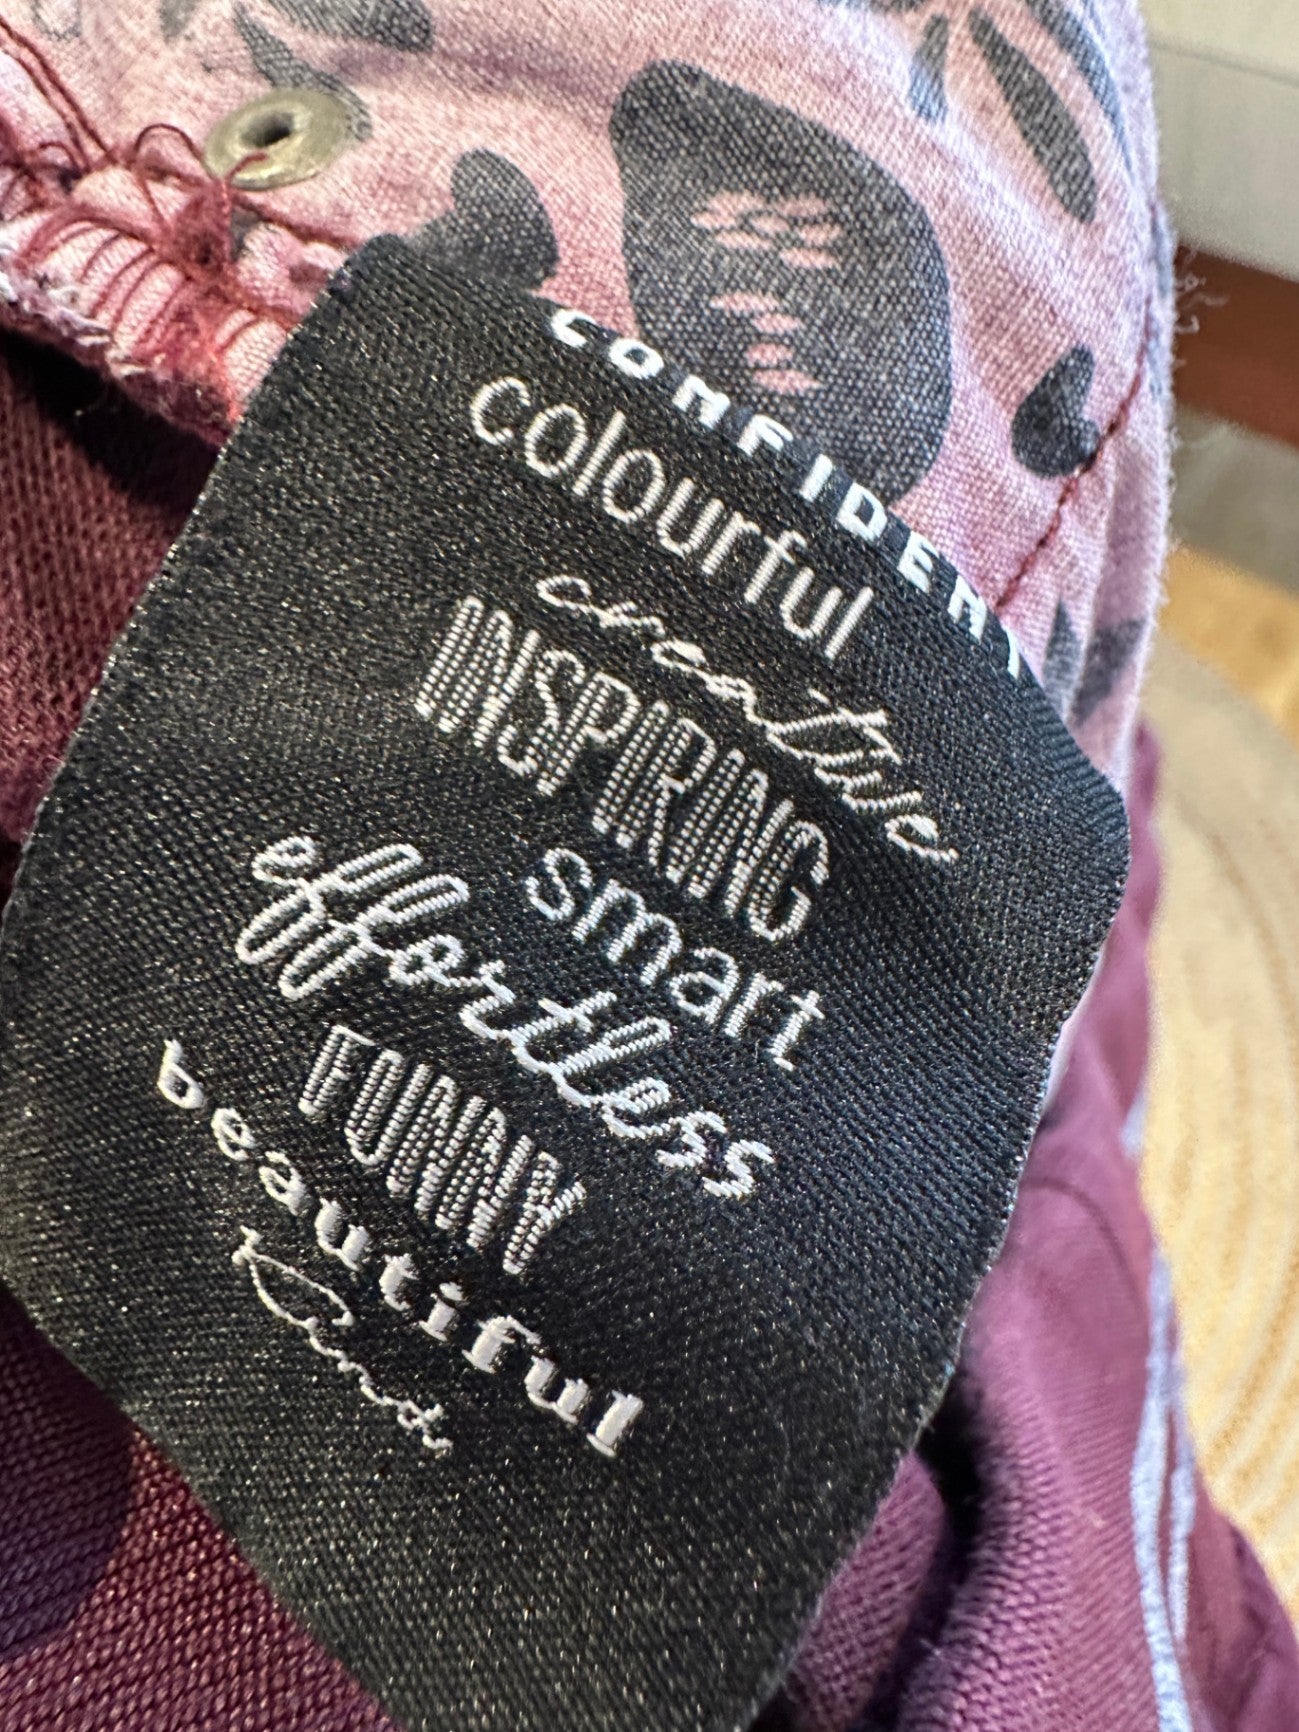 CONFIDENT
colourful
creative
INSPIRING
smart
effortless
FUNNY
beautiful
kind